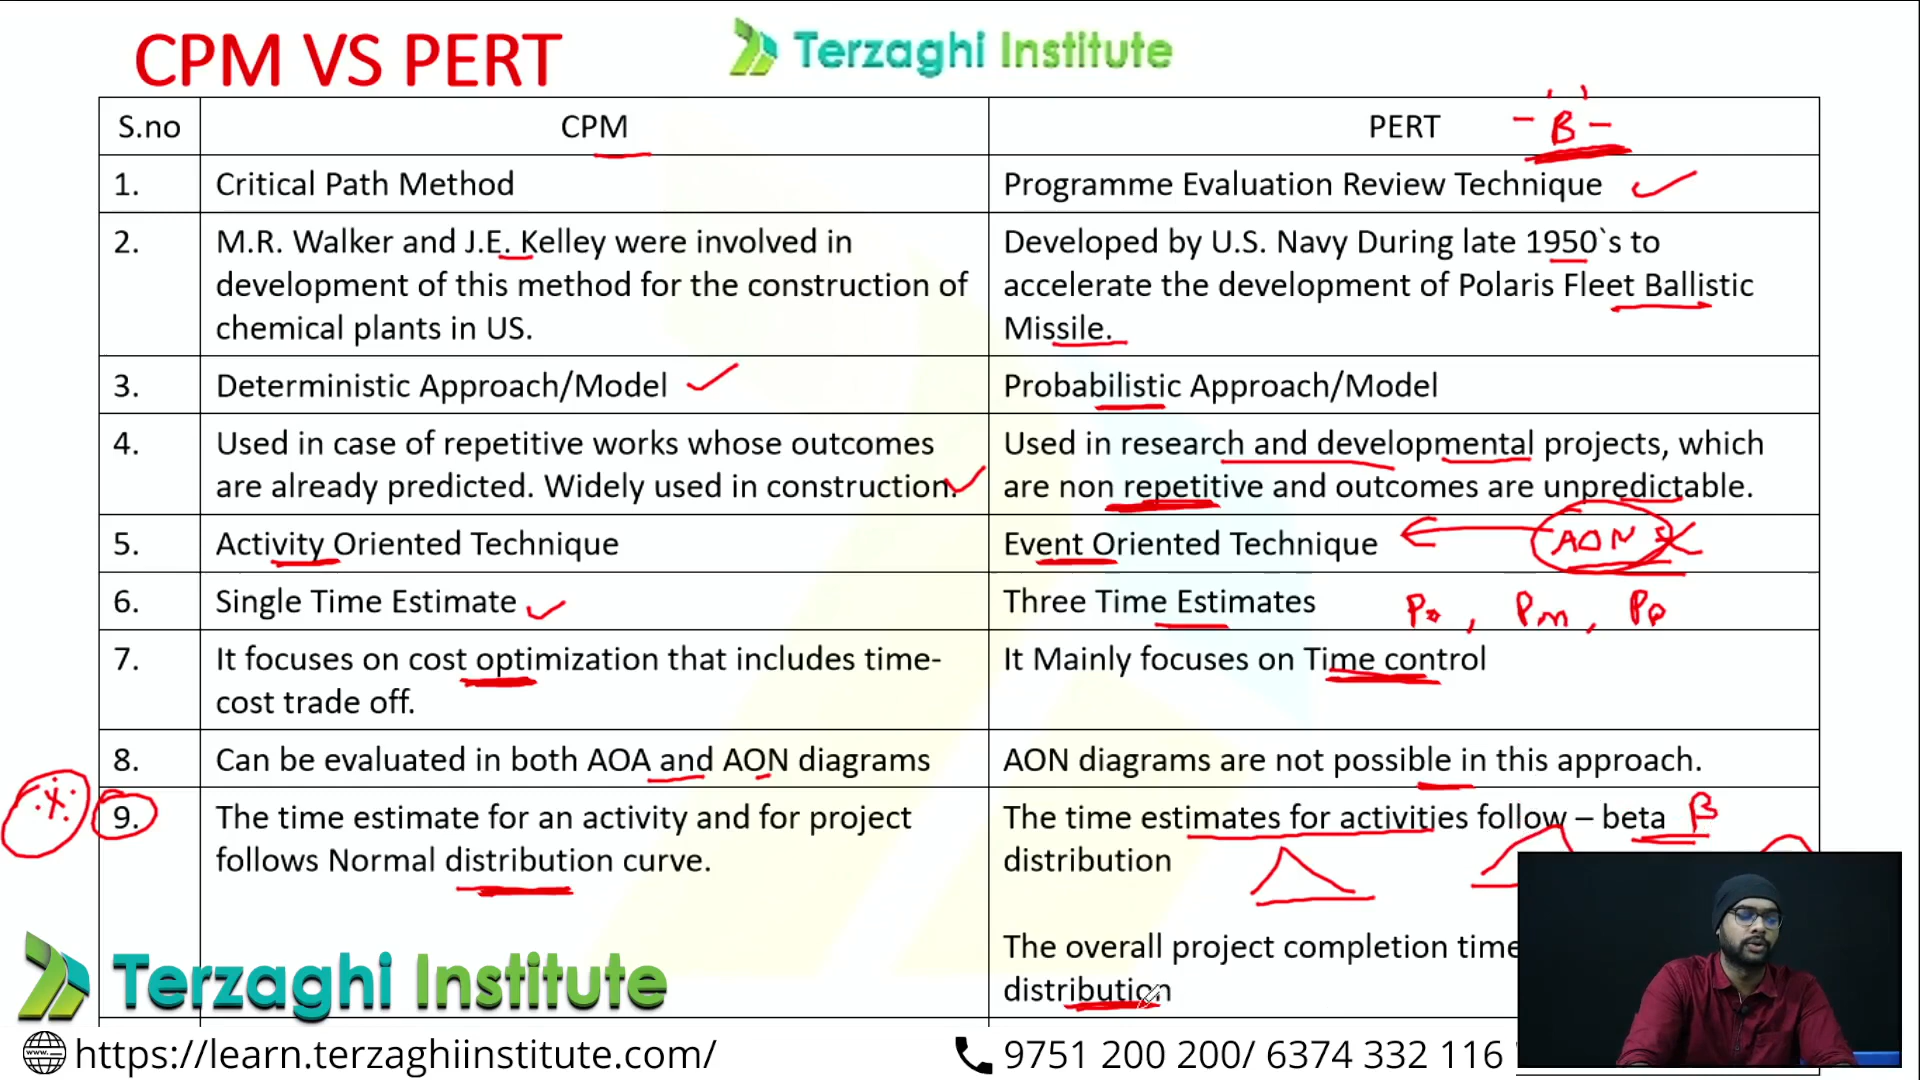 CPM VS PERT
Terzaghi Institute
S.no
CPM
PERT
B
1.
Critical Path Method
Programme Evaluation Review Technique
2.
M.R. Walker and J.E. Kelley were involved in
development of this method for the construction of
chemical plants in US.
Developed by U.S. Navy During late 1950`s to
accelerate the development of Polaris Fleet Ballistic
Missile.
3.
Deterministic Approach/Model
Probabilistic Approach/Model
4.
Used in case of repetitive works whose outcomes
are already predicted. Widely used in construction.
Used in research and developmental projects, which
are non repetitive and outcomes are unpredictable.
5.
Activity Oriented Technique
Event Oriented Technique
AON
6.
Single Time Estimate
Three Time Estimates
7.
It focuses on cost optimization that includes time-
cost trade off.
It Mainly focuses on Time control
8.
Can be evaluated in both AOA and AON diagrams
AON diagrams are not possible in this approach.
9.
The time estimate for an activity and for project
follows Normal distribution curve.
The time estimates for activities follow – beta β
distribution
The overall project completion time
distribution
Terzaghi Institute
https://learn.terzaghiinstitute.com/
9751 200 200/ 6374 332 116